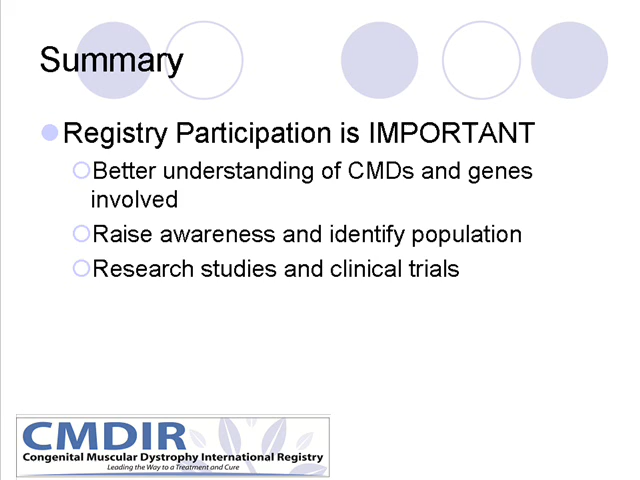 Summary
Registry Participation is IMPORTANT
Better understanding of CMDs and genes
involved
Raise awareness and identify population
Research studies and clinical trials
CMDIR
Congenital Muscular Dystrophy International Registry
Leading the Way to a Treatment and Cure